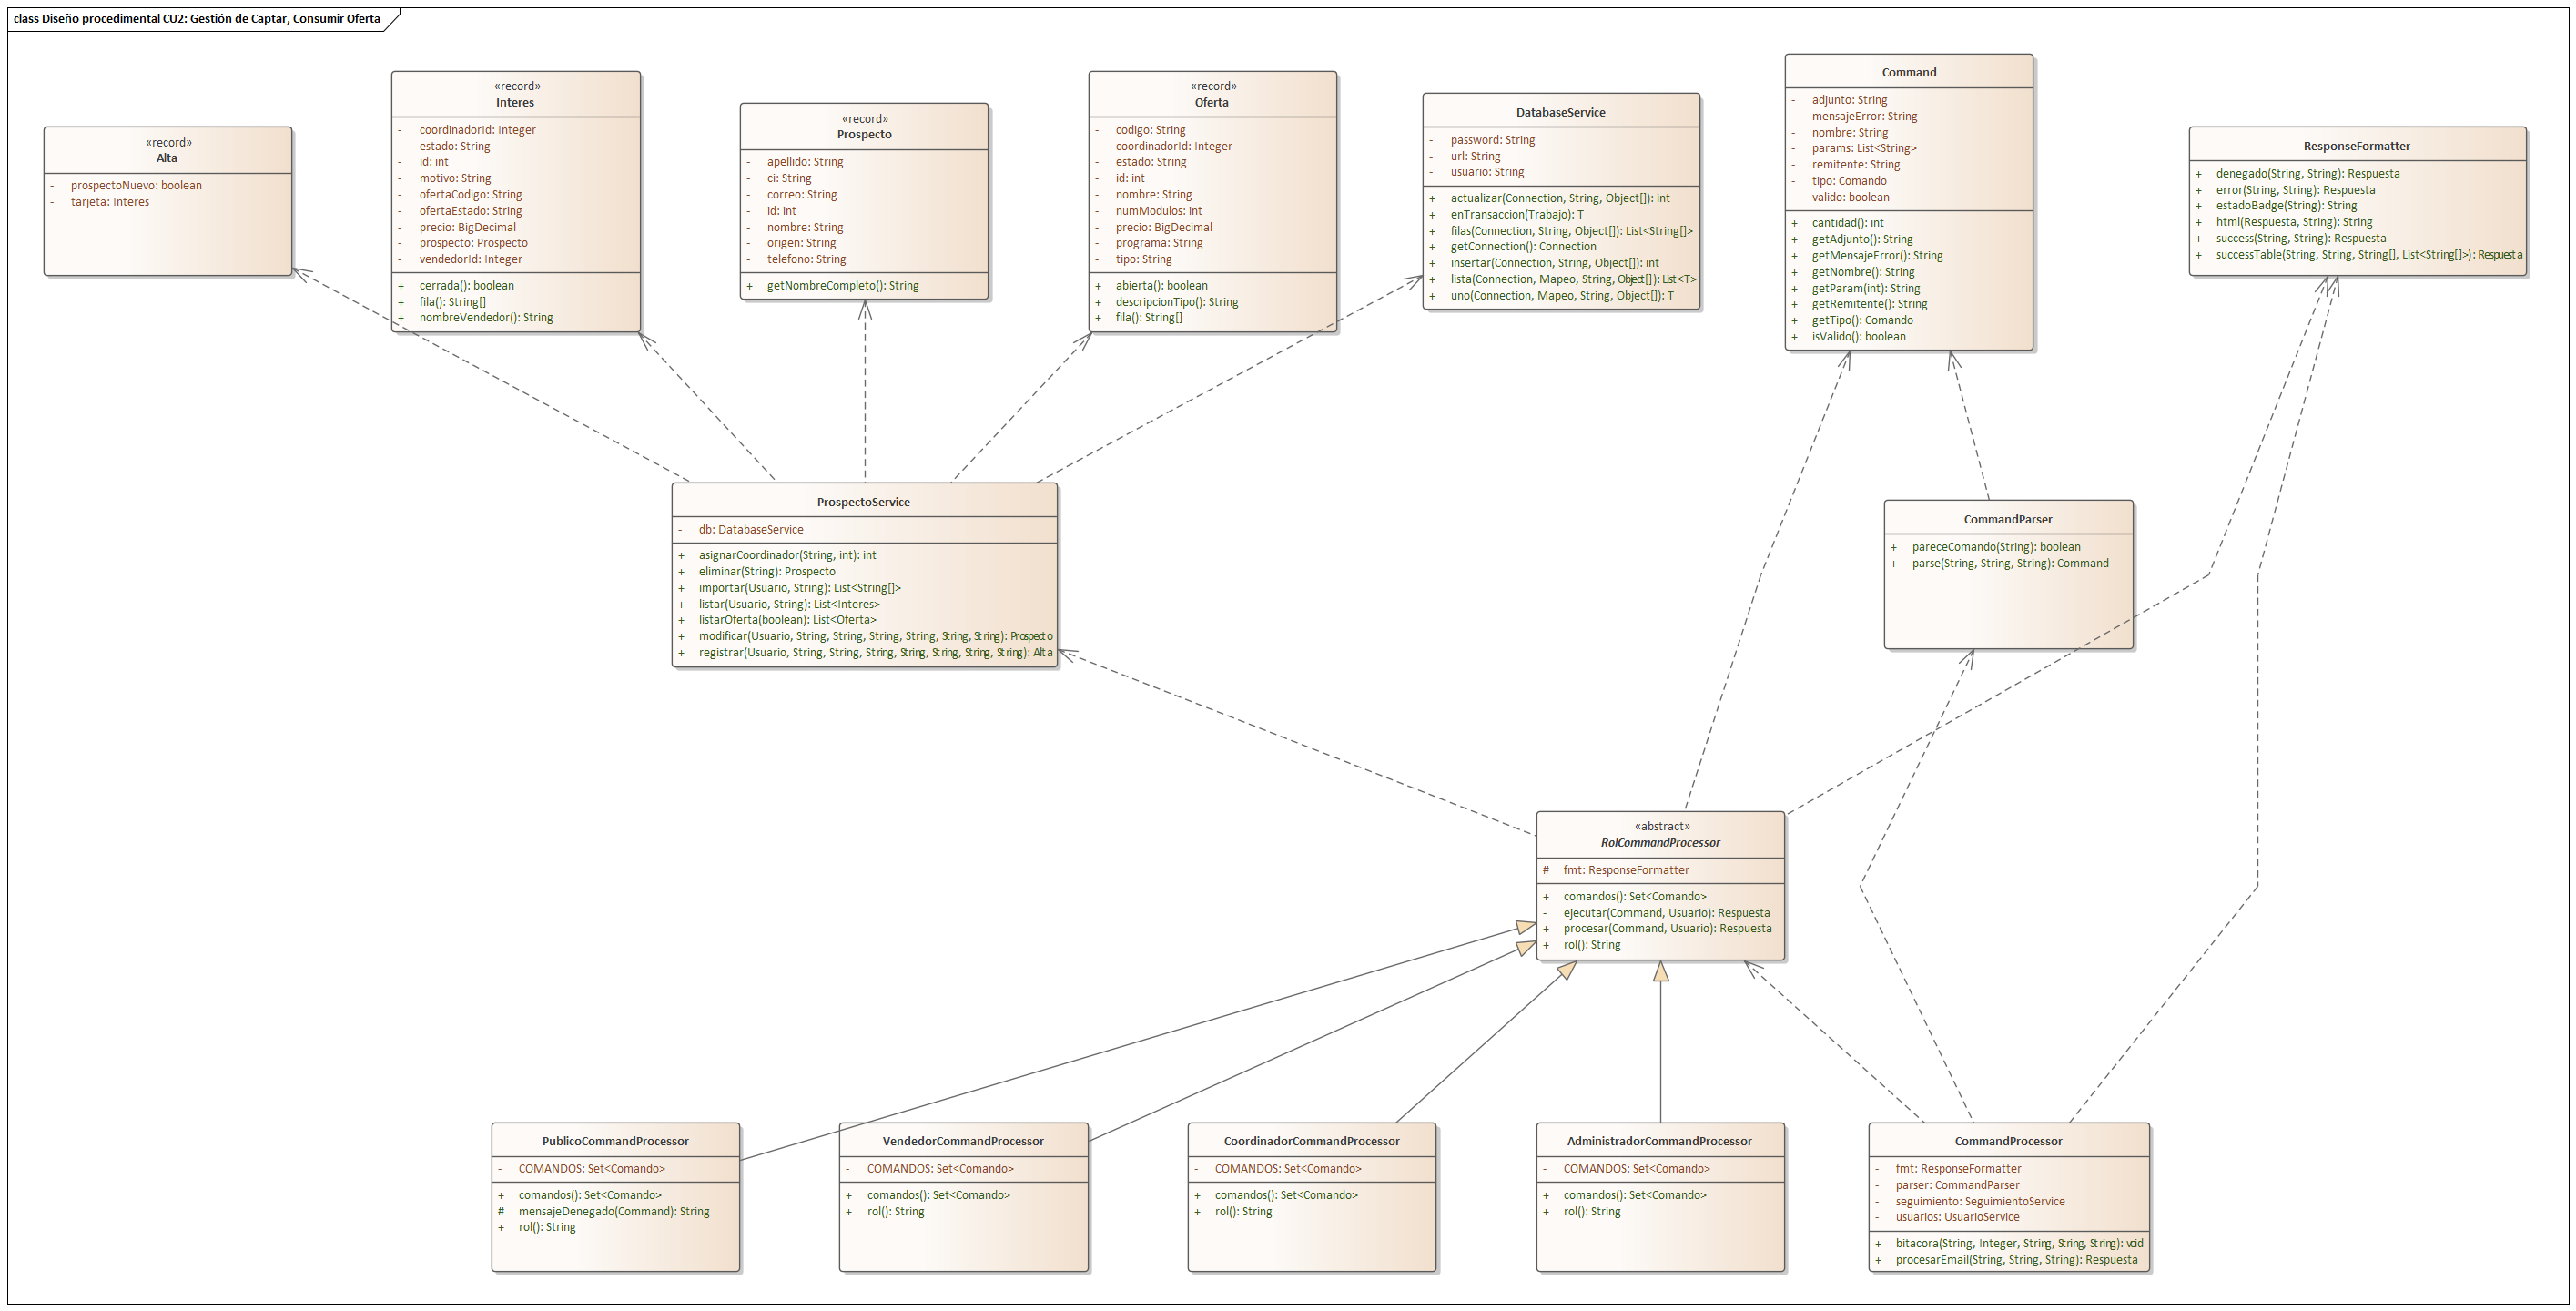 class Diseño procedimental CU2: Gestión de Captar, Consumir Oferta
«record»
Alta
- prospectoNuevo: boolean
- tarjeta: Interes
«record»
Interes
- coordinadorId: Integer
- estado: String
- id: int
- motivo: String
- ofertaCodigo: String
- ofertaEstado: String
- precio: BigDecimal
- prospecto: Prospecto
- vendedorId: Integer
+ cerrada(): boolean
+ fila(): String[]
+ nombreVendedor(): String
«record»
Prospecto
- apellido: String
- ci: String
- correo: String
- id: int
- nombre: String
- origen: String
- telefono: String
+ getNombreCompleto(): String
«record»
Oferta
- codigo: String
- coordinadorId: Integer
- estado: String
- id: int
- nombre: String
- numModulos: int
- precio: BigDecimal
- programa: String
- tipo: String
+ abierta(): boolean
+ descripcionTipo(): String
+ fila(): String[]
DatabaseService
- password: String
- url: String
- usuario: String
+ actualizar(Connection, String, Object[]): int
+ enTransaccion(Trabajo): T
+ filas(Connection, String, Object[]): List<String[]>
+ getConnection(): Connection
+ insertar(Connection, String, Object[]): int
+ lista(Connection, Mapeo, String, Object[]): List<T>
+ uno(Connection, Mapeo, String, Object[]): T
Command
- adjunto: String
- mensajeError: String
- nombre: String
- params: List<String>
- remitente: String
- tipo: Comando
- valido: boolean
+ cantidad(): int
+ getAdjunto(): String
+ getMensajeError(): String
+ getNombre(): String
+ getParam(int): String
+ getRemitente(): String
+ getTipo(): Comando
+ isValido(): boolean
ResponseFormatter
+ denegado(String, String): Respuesta
+ error(String, String): Respuesta
+ estadoBadge(String): String
+ html(Respuesta, String): String
+ success(String, String): Respuesta
+ successTable(String, String, String[], List<String[]>): Respuesta
ProspectoService
- db: DatabaseService
+ asignarCoordinador(String, int): int
+ eliminar(String): Prospecto
+ importar(Usuario, String): List<String[]>
+ listar(Usuario, String): List<Interes>
+ listarOferta(boolean): List<Oferta>
+ modificar(Usuario, String, String, String, String, String, String): Prospecto
+ registrar(Usuario, String, String, String, String, String, String, String): Alta
CommandParser
+ pareceComando(String): boolean
+ parse(String, String, String): Command
«abstract»
RolCommandProcessor
# fmt: ResponseFormatter
+ comandos(): Set<Comando>
- ejecutar(Command, Usuario): Respuesta
+ procesar(Command, Usuario): Respuesta
+ rol(): String
PublicoCommandProcessor
- COMANDOS: Set<Comando>
+ comandos(): Set<Comando>
# mensajeDenegado(Command): String
+ rol(): String
VendedorCommandProcessor
- COMANDOS: Set<Comando>
+ comandos(): Set<Comando>
+ rol(): String
CoordinadorCommandProcessor
- COMANDOS: Set<Comando>
+ comandos(): Set<Comando>
+ rol(): String
AdministradorCommandProcessor
- COMANDOS: Set<Comando>
+ comandos(): Set<Comando>
+ rol(): String
CommandProcessor
- fmt: ResponseFormatter
- parser: CommandParser
- seguimiento: SeguimientoService
- usuarios: UsuarioService
+ bitacora(String, Integer, String, String, String): void
+ procesarEmail(String, String, String): Respuesta